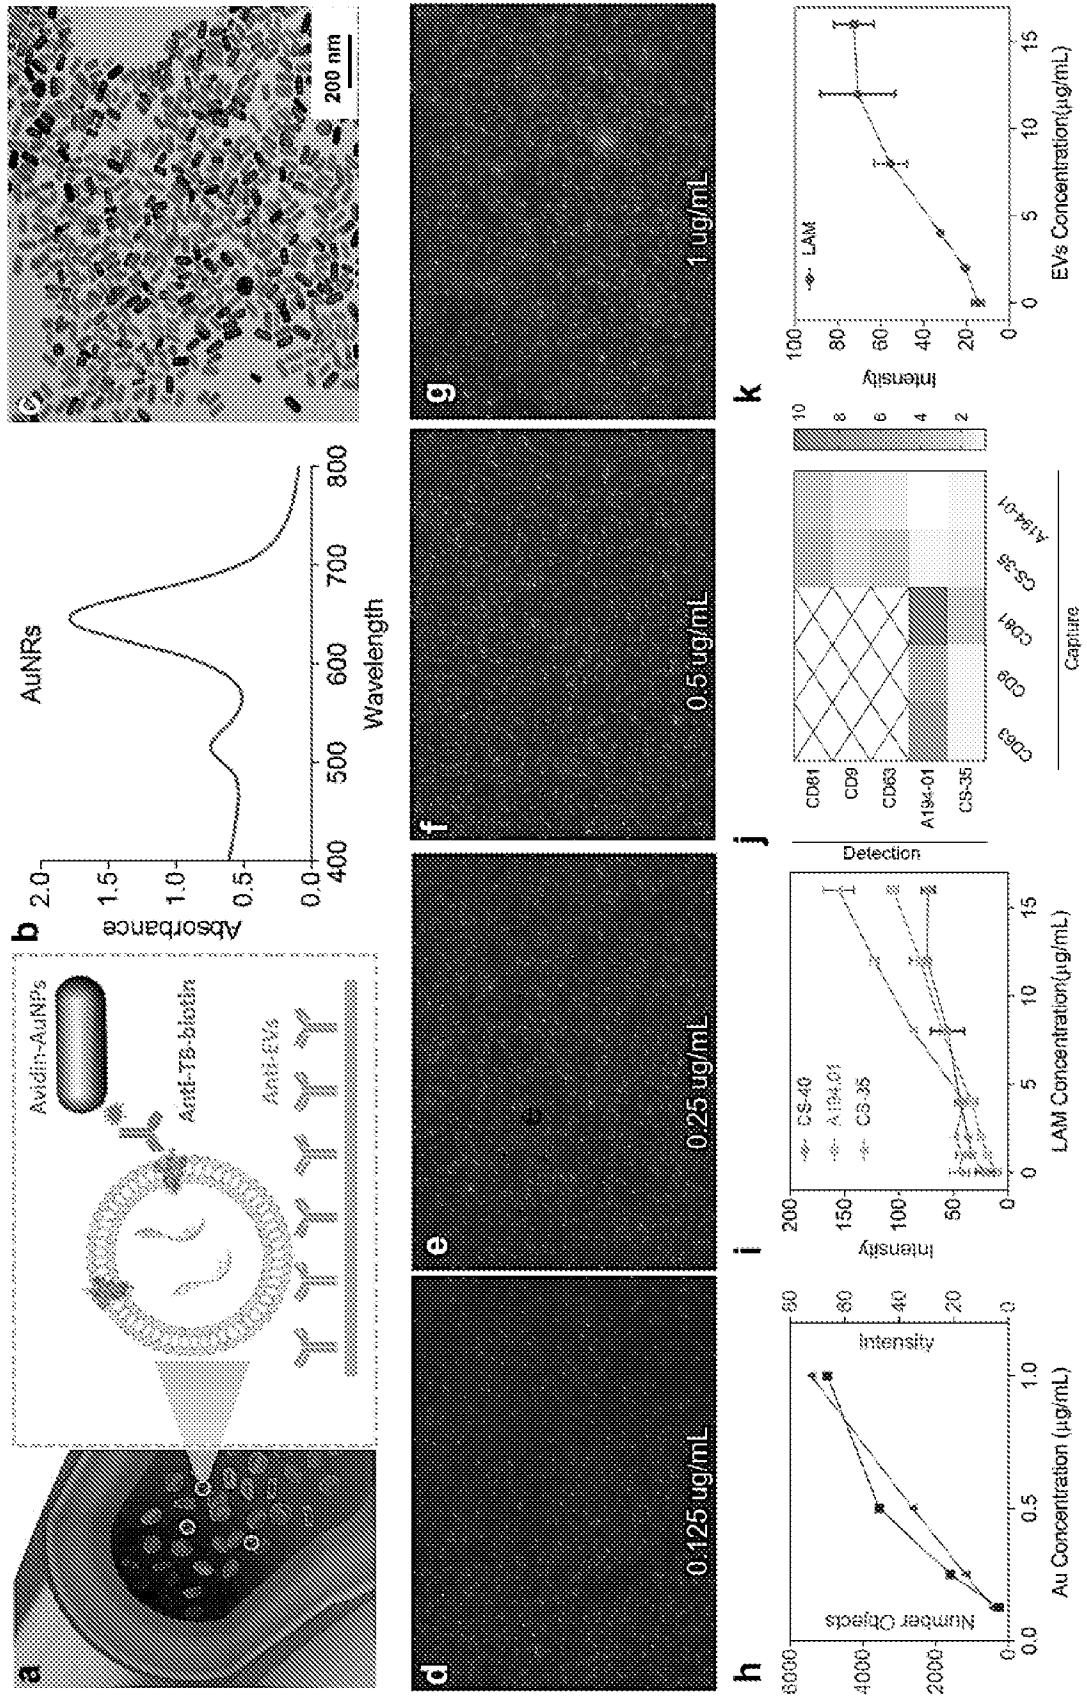 a
Avidin-AuNPs
Anti-TB-biotin
Anti-EVs
b
AuNRs
Absorbance
2.0
1.5
1.0
0.5
0.0
400
500
600
700
800
Wavelength
c
200 nm
d
0.125 ug/mL
e
0.25 ug/mL
f
0.5 ug/mL
g
1 ug/mL
h
Number Objects
6000
4000
2000
0
Intensity
80
60
40
20
0
0.0
0.5
1.0
Au Concentration (µg/mL)
i
Intensity
200
150
100
50
0
CS-40
A194-01
CS-35
0
5
10
15
LAM Concentration(µg/mL)
j
Detection
CD81
CD9
CD63
A194-01
CS-35
CD63
CD9
CD81
CS-35
A194-01
Capture
10
8
6
4
2
k
Intensity
100
80
60
40
20
0
LAM
0
5
10
15
EVs Concentration(µg/mL)